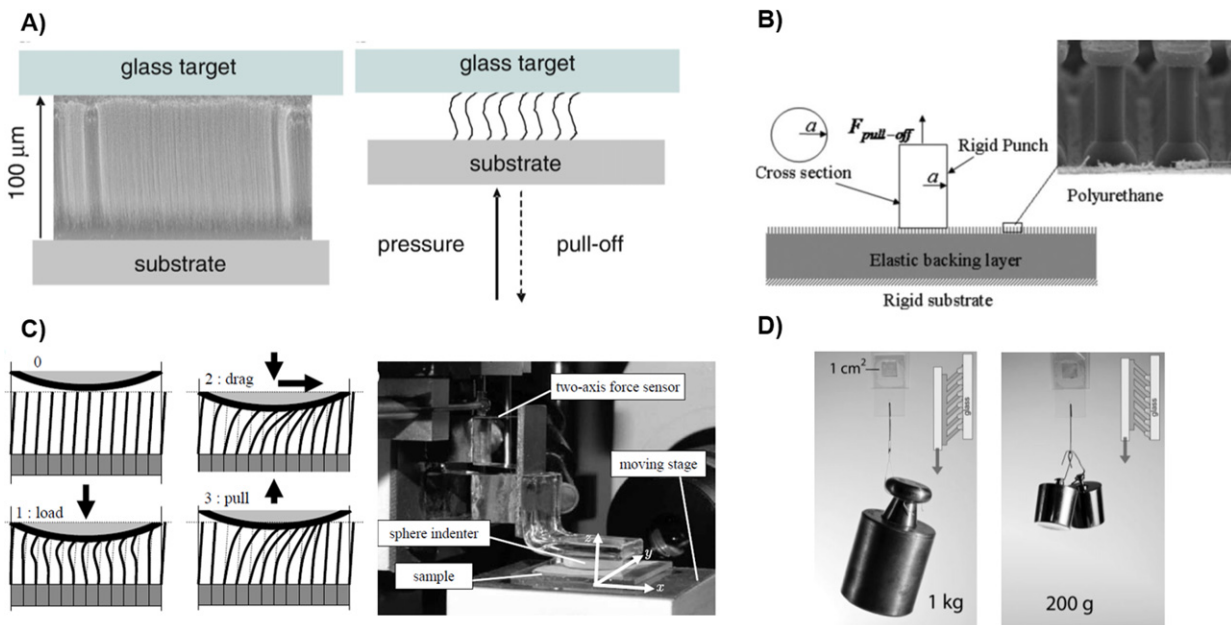 A)
glass target
100 μm
substrate
glass target
substrate
pressure
pull-off
B)
a
Cross section
F pull-off
a
Rigid Punch
Polyurethane
Elastic backing layer
Rigid substrate
C)
0
2 : drag
1 : load
3 : pull
two-axis force sensor
moving stage
sphere indenter
sample
z
y
x
D)
1 cm²
glass
1 kg
glass
200 g